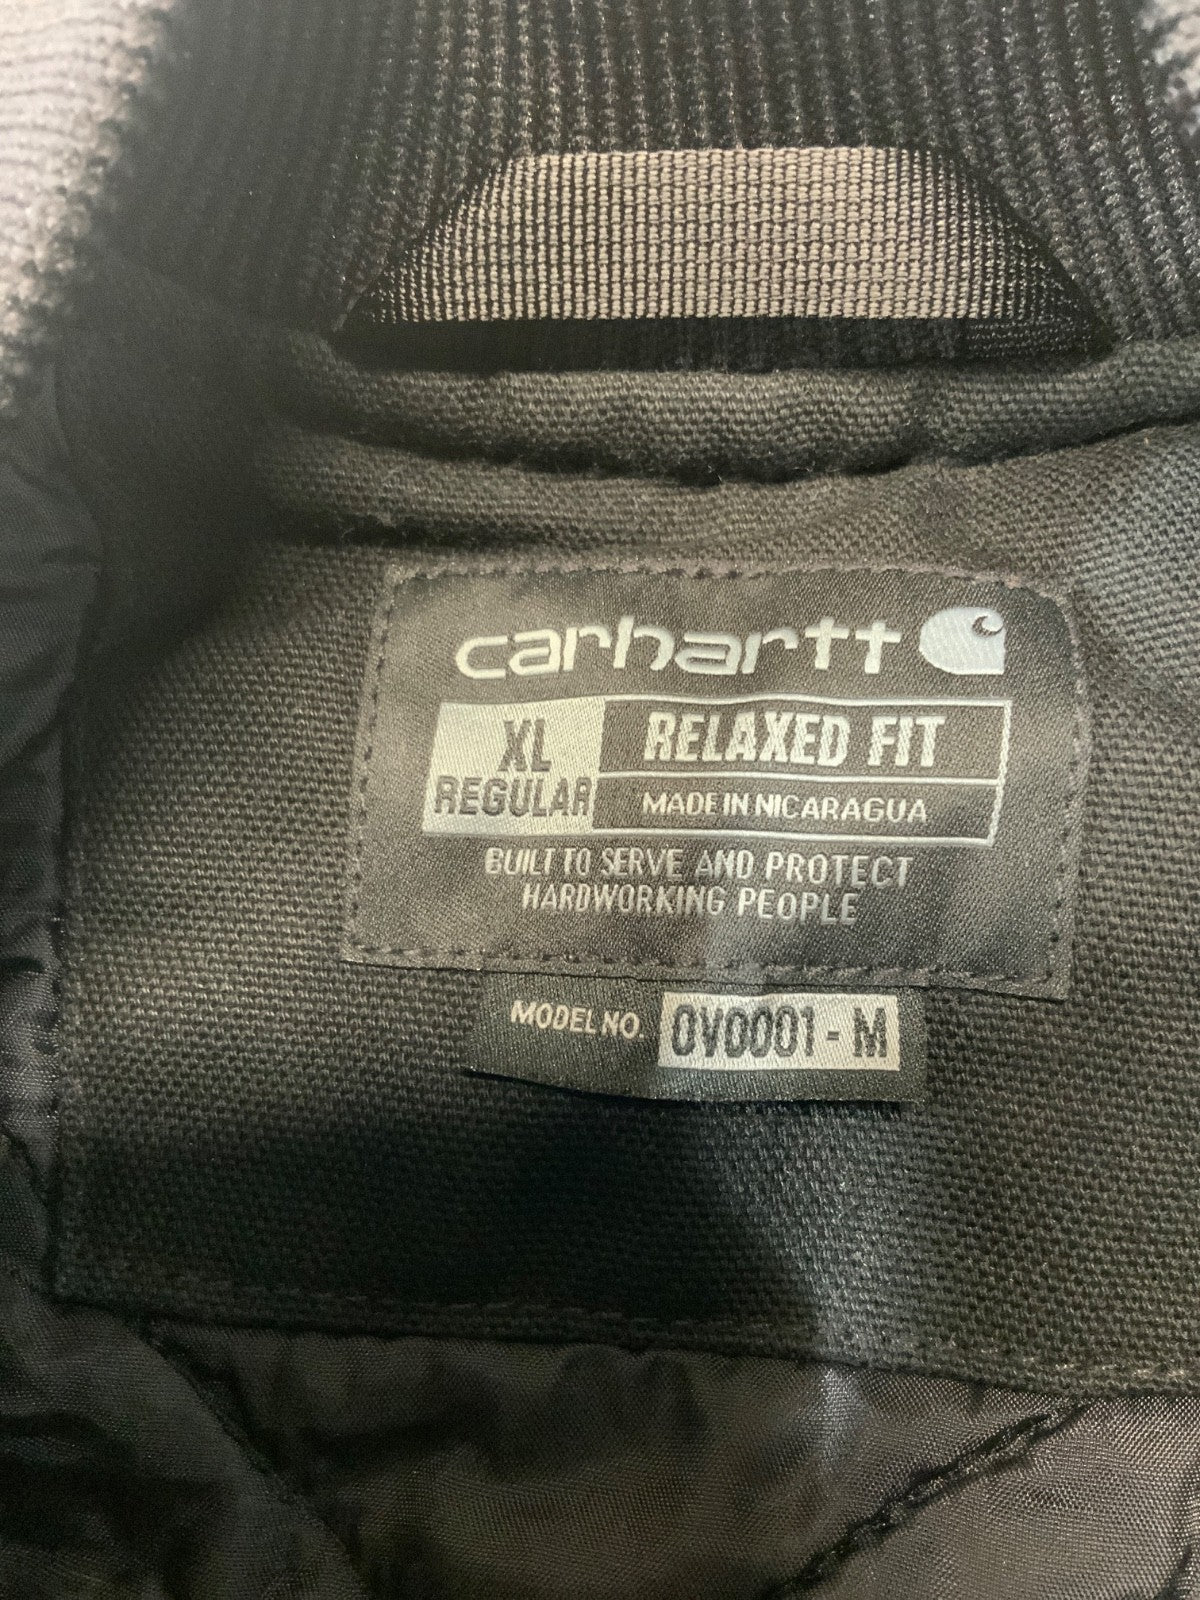 carhartt
XL
REGULAR
RELAXED FIT
MADE IN NICARAGUA
BUILT TO SERVE AND PROTECT
HARDWORKING PEOPLE
MODEL NO. OV0001 - M